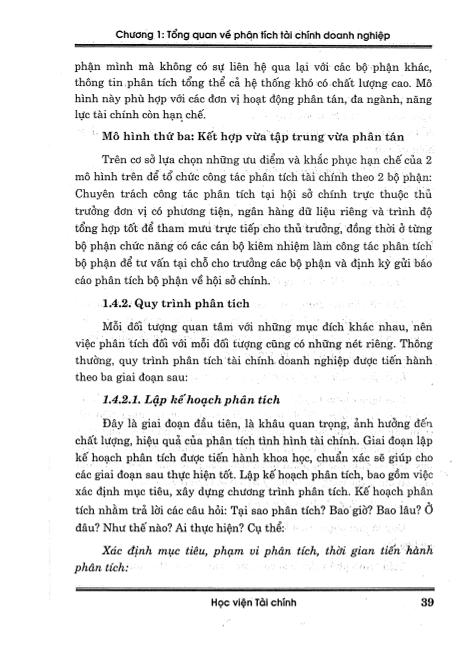 Chương 1: Tổng quan về phân tích tài chính doanh nghiệp
phận mình mà không có sự liên hệ qua lại với các bộ phận khác,
thông tin phân tích tổng thể cả hệ thống khó có chất lượng cao. Mô
hình này phù hợp với các đơn vị hoạt động phân tán, đa ngành, năng
lực tài chính còn hạn chế.
Mô hình thứ ba: Kết hợp vừa tập trung vừa phân tán
Trên cơ sở lựa chọn những ưu điểm và khắc phục hạn chế của 2
mô hình trên để tổ chức công tác phân tích tài chính theo 2 bộ phận:
Chuyên trách công tác phân tích tại hội sở chính trực thuộc thủ
trưởng đơn vị có phương tiện, ngân hàng dữ liệu riêng và trình độ
tổng hợp tốt để tham mưu trực tiếp cho thủ trưởng, đồng thời ở từng
bộ phận chức năng có các cán bộ kiêm nhiệm làm công tác phân tích
bộ phận để tư vấn tại chỗ cho trưởng các bộ phận và định kỳ gửi báo
cáo phân tích bộ phận về hội sở chính.
1.4.2. Quy trình phân tích
Mỗi đối tượng quan tâm với những mục đích khác nhau, nên
việc phân tích đối với mỗi đối tượng cũng có những nét riêng. Thông
thường, quy trình phân tích tài chính doanh nghiệp được tiến hành
theo ba giai đoạn sau:
1.4.2.1. Lập kế hoạch phân tích
Đây là giai đoạn đầu tiên, là khâu quan trọng, ảnh hưởng đến
chất lượng, hiệu quả của phân tích tình hình tài chính. Giai đoạn lập
kế hoạch phân tích được tiến hành khoa học, chuẩn xác sẽ giúp cho
các giai đoạn sau thực hiện tốt. Lập kế hoạch phân tích, bao gồm việc
xác định mục tiêu, xây dựng chương trình phân tích. Kế hoạch phân
tích nhằm trả lời các câu hỏi: Tại sao phân tích? Bao giờ? Bao lâu? Ở
đâu? Như thế nào? Ai thực hiện? Cụ thể:
Xác định mục tiêu, phạm vi phân tích, thời gian tiến hành
phân tích:
Học viện Tài chính
39